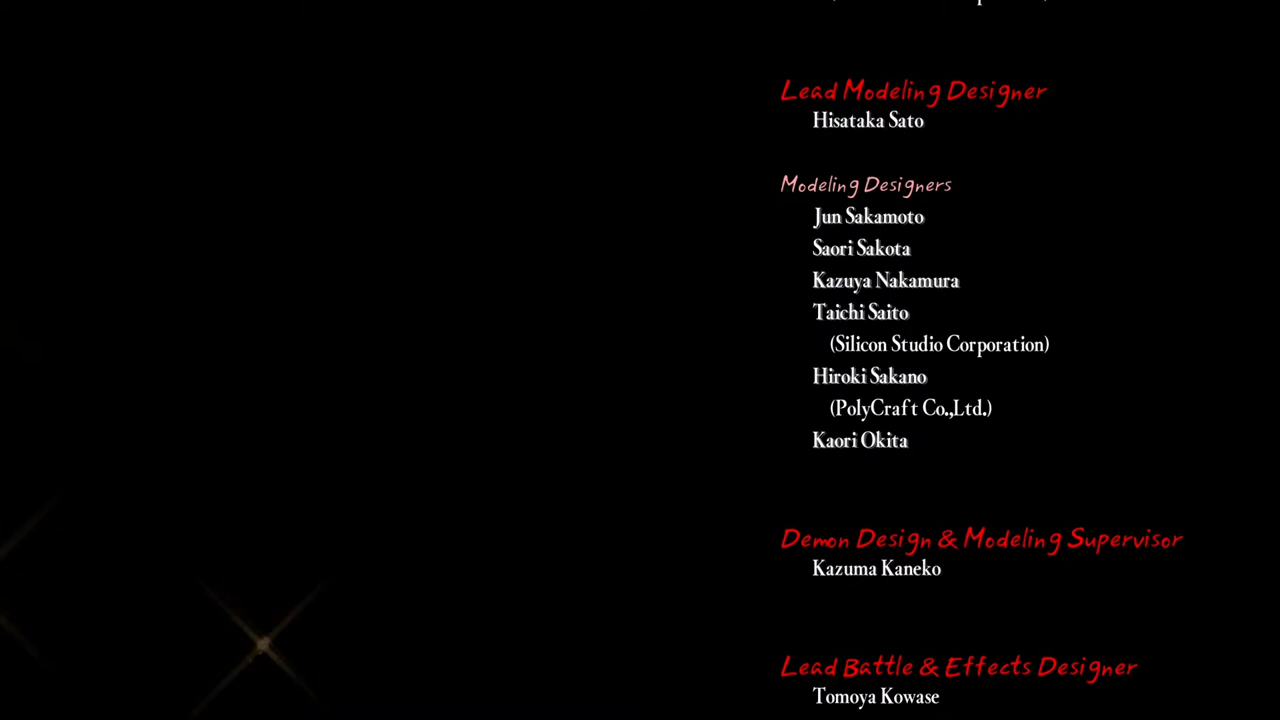 Lead Modeling Designer
Hisataka Sato
Modeling Designers
Jun Sakamoto
Saori Sakota
Kazuya Nakamura
Taichi Saito
(Silicon Studio Corporation)
Hiroki Sakano
(PolyCraft Co.,Ltd.)
Kaori Okita
Demon Design & Modeling Supervisor
Kazuma Kaneko
Lead Battle & Effects Designer
Tomoya Kowase